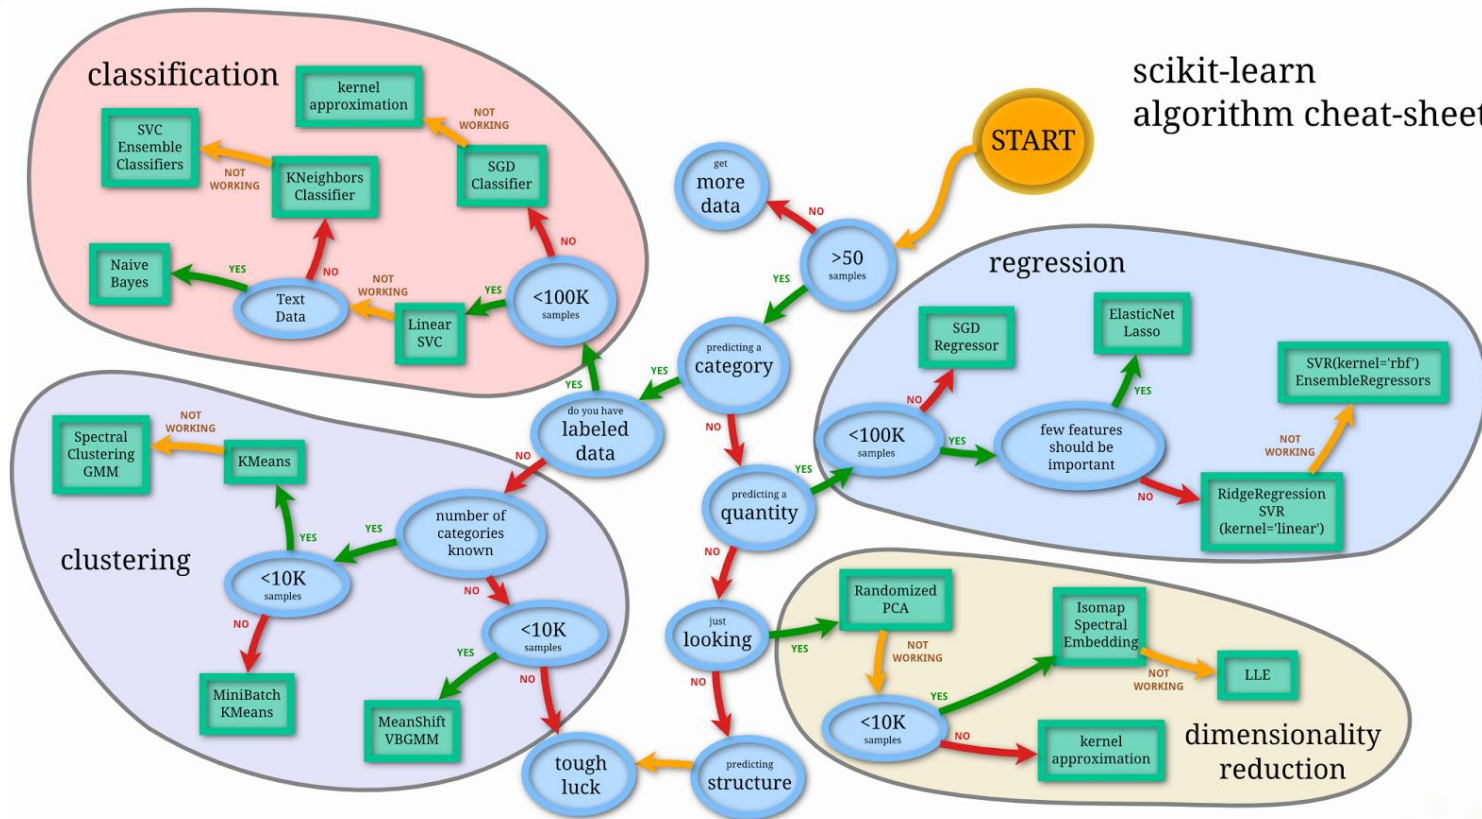 scikit-learn
algorithm cheat-sheet
START
classification
kernel
approximation
NOT
WORKING
SVC
Ensemble
Classifiers
NOT
WORKING
KNeighbors
Classifier
SGD
Classifier
NO
NO
YES
Naive
Bayes
Text
Data
NOT
WORKING
Linear
SVC
YES
<100K
samples
YES
get
more
data
NO
>50
samples
YES
predicting a
category
YES
NO
do you have
labeled
data
NO
predicting a
quantity
YES
NO
just
looking
YES
NO
predicting
structure
tough
luck
regression
SGD
Regressor
NO
<100K
samples
YES
ElasticNet
Lasso
YES
few features
should be
important
NO
SVR(kernel='rbf')
EnsembleRegressors
NOT
WORKING
RidgeRegression
SVR
(kernel='linear')
clustering
Spectral
Clustering
GMM
NOT
WORKING
KMeans
YES
number of
categories
known
YES
NO
<10K
samples
NO
MiniBatch
KMeans
<10K
samples
YES
NO
MeanShift
VBGMM
dimensionality
reduction
Randomized
PCA
NOT
WORKING
<10K
samples
YES
NO
Isomap
Spectral
Embedding
NOT
WORKING
LLE
kernel
approximation